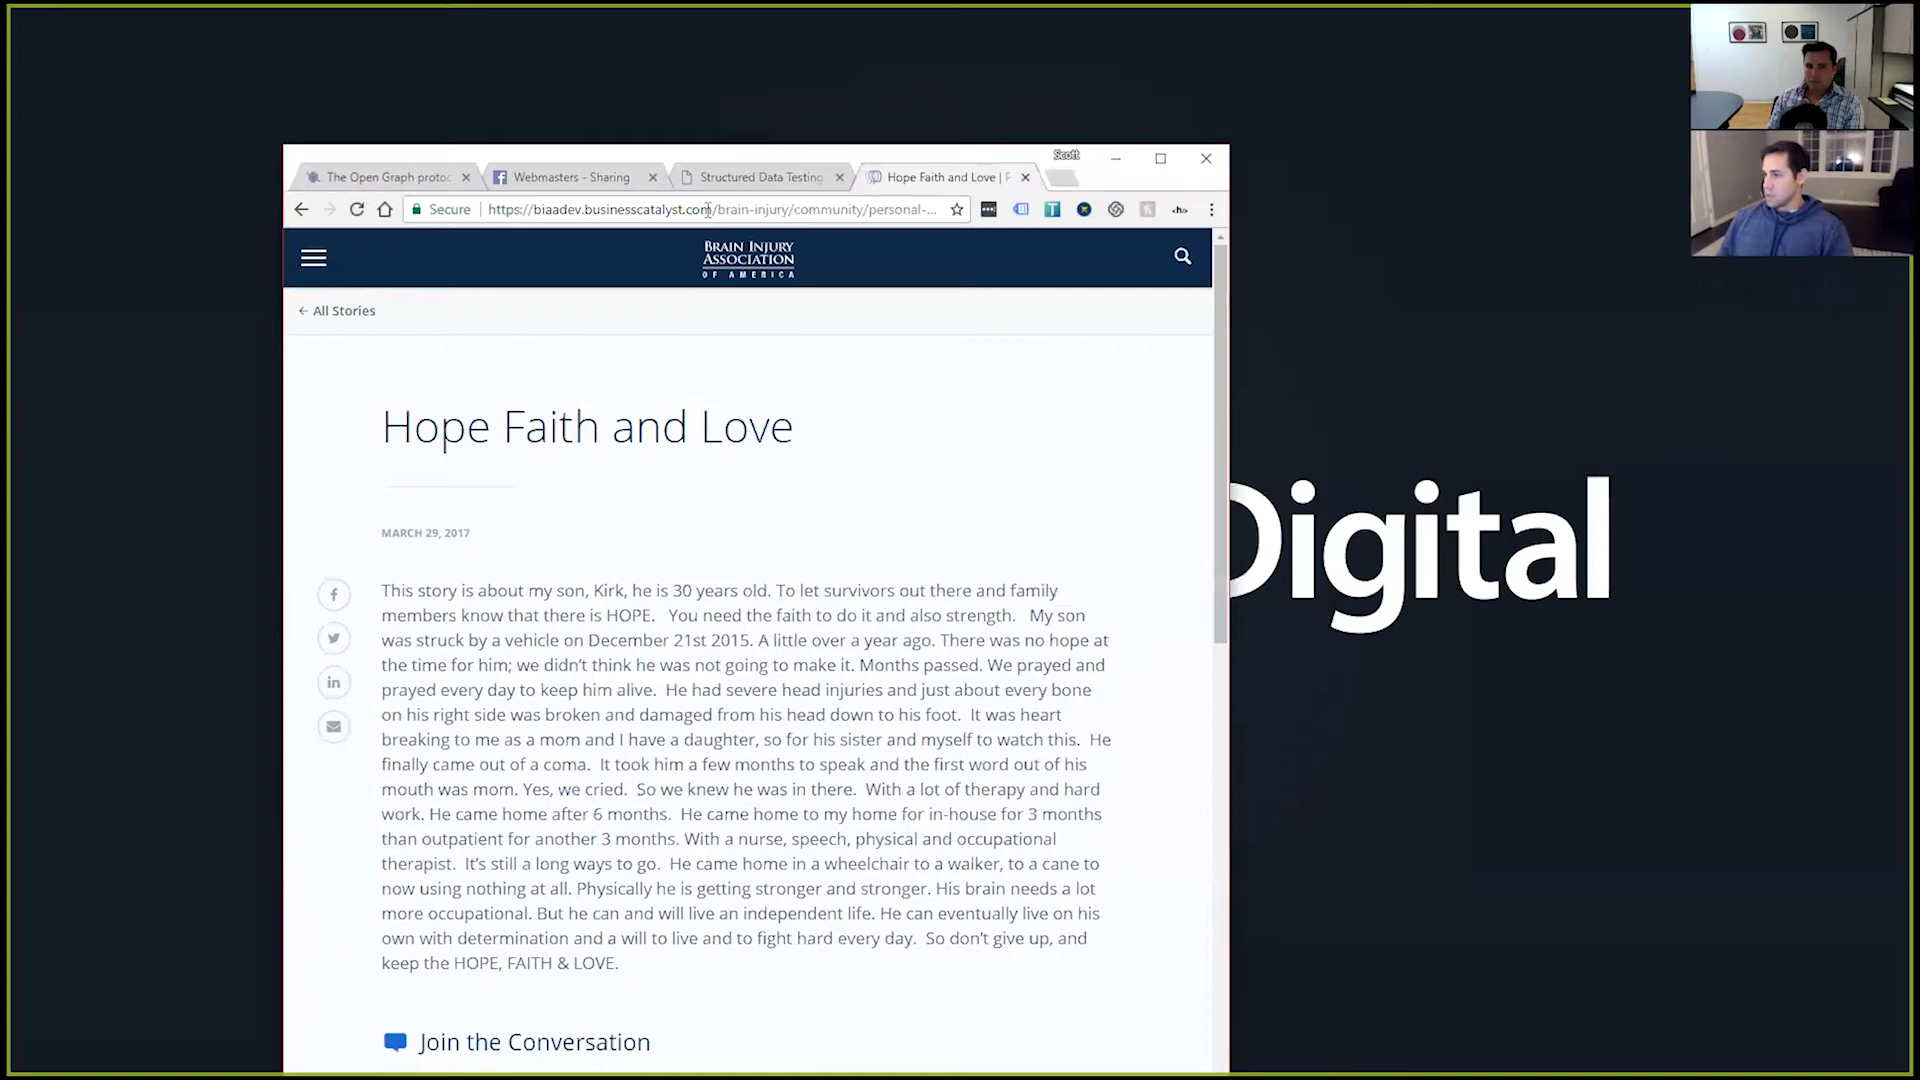 Scott
The Open Graph protoc
Webmasters - Sharing
Structured Data Testing
Hope Faith and Love | P
Secure
https://biaadev.businesscatalyst.com/brain-injury/community/personal-...
BRAIN INJURY
ASSOCIATION
OF AMERICA
← All Stories
Hope Faith and Love
MARCH 29, 2017
This story is about my son, Kirk, he is 30 years old. To let survivors out there and family
members know that there is HOPE. You need the faith to do it and also strength. My son
was struck by a vehicle on December 21st 2015. A little over a year ago. There was no hope at
the time for him; we didn't think he was not going to make it. Months passed. We prayed and
prayed every day to keep him alive. He had severe head injuries and just about every bone
on his right side was broken and damaged from his head down to his foot. It was heart
breaking to me as a mom and I have a daughter, so for his sister and myself to watch this. He
finally came out of a coma. It took him a few months to speak and the first word out of his
mouth was mom. Yes, we cried. So we knew he was in there. With a lot of therapy and hard
work. He came home after 6 months. He came home to my home for in-house for 3 months
than outpatient for another 3 months. With a nurse, speech, physical and occupational
therapist. It's still a long ways to go. He came home in a wheelchair to a walker, to a cane to
now using nothing at all. Physically he is getting stronger and stronger. His brain needs a lot
more occupational. But he can and will live an independent life. He can eventually live on his
own with determination and a will to live and to fight hard every day. So don't give up, and
keep the HOPE, FAITH & LOVE.
Join the Conversation
Digital